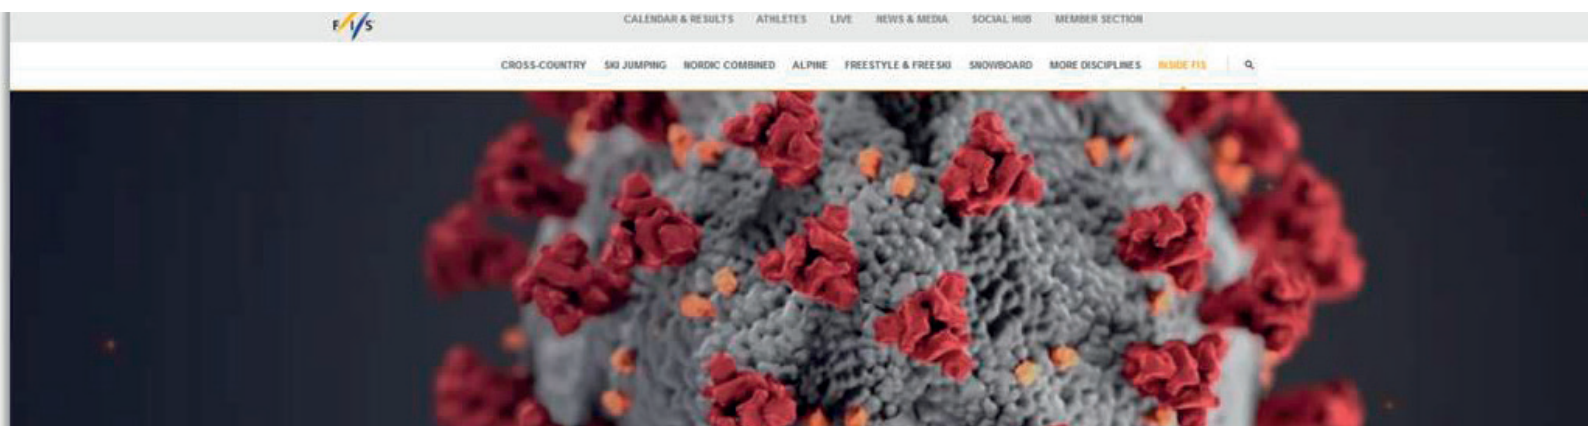 FIS
CALENDAR & RESULTS ATHLETES LIVE NEWS & MEDIA SOCIAL HUB MEMBER SECTION
CROSS-COUNTRY SKI JUMPING NORDIC COMBINED ALPINE FREESTYLE & FREESKI SNOWBOARD MORE DISCIPLINES INSIDE FIS